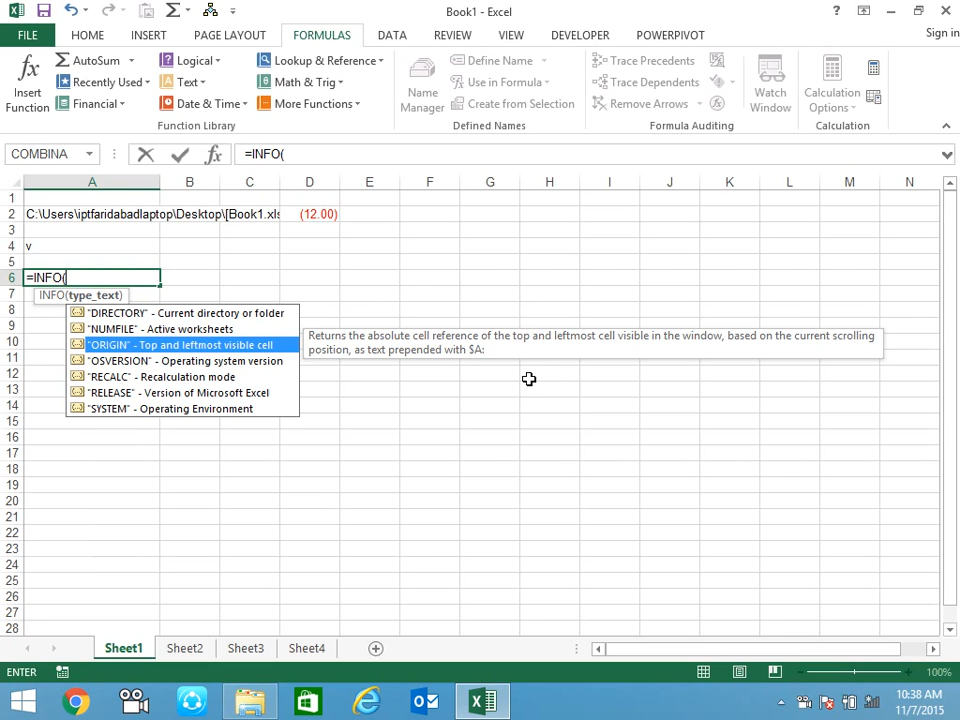 Book1 - Excel
?
Sign in
FILE
HOME
INSERT
PAGE LAYOUT
FORMULAS
DATA
REVIEW
VIEW
DEVELOPER
POWERPIVOT
fx
Insert
Function
Σ AutoSum
Recently Used
Financial
Logical
Text
Date & Time
Lookup & Reference
Math & Trig
More Functions
Function Library
Name
Manager
Define Name
Use in Formula
Create from Selection
Defined Names
Trace Precedents
Trace Dependents
Remove Arrows
Formula Auditing
Watch
Window
Calculation
Options
Calculation
COMBINA
fx
=INFO(
A B C D E F G H I J K L M N
1
2 C:\Users\iptfaridabadlaptop\Desktop\[Book1.xls (12.00)
3
4 v
5
6 =INFO(
7 INFO(type_text)
8 "DIRECTORY" - Current directory or folder
9 "NUMFILE" - Active worksheets
10 "ORIGIN" - Top and leftmost visible cell
Returns the absolute cell reference of the top and leftmost cell visible in the window, based on the current scrolling
position, as text prepended with $A:
11 "OSVERSION" - Operating system version
12 "RECALC" - Recalculation mode
13 "RELEASE" - Version of Microsoft Excel
14 "SYSTEM" - Operating Environment
15
16
17
18
19
20
21
22
23
24
25
26
27
28
Sheet1 Sheet2 Sheet3 Sheet4
ENTER
100%
10:38 AM
11/7/2015